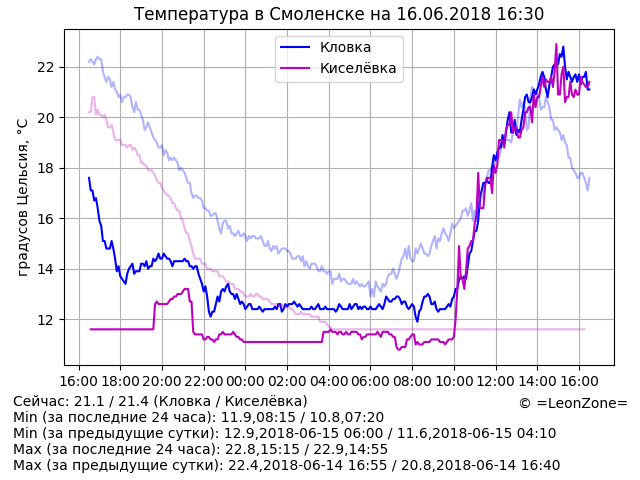 Температура в Смоленске на 16.06.2018 16:30
градусов Цельсия, °C
Кловка
Киселёвка
22
20
18
16
14
12
16:00 18:00 20:00 22:00 00:00 02:00 04:00 06:00 08:00 10:00 12:00 14:00 16:00
Сейчас: 21.1 / 21.4 (Кловка / Киселёвка)
© =LeonZone=
Min (за последние 24 часа): 11.9,08:15 / 10.8,07:20
Min (за предыдущие сутки): 12.9,2018-06-15 06:00 / 11.6,2018-06-15 04:10
Max (за последние 24 часа): 22.8,15:15 / 22.9,14:55
Max (за предыдущие сутки): 22.4,2018-06-14 16:55 / 20.8,2018-06-14 16:40